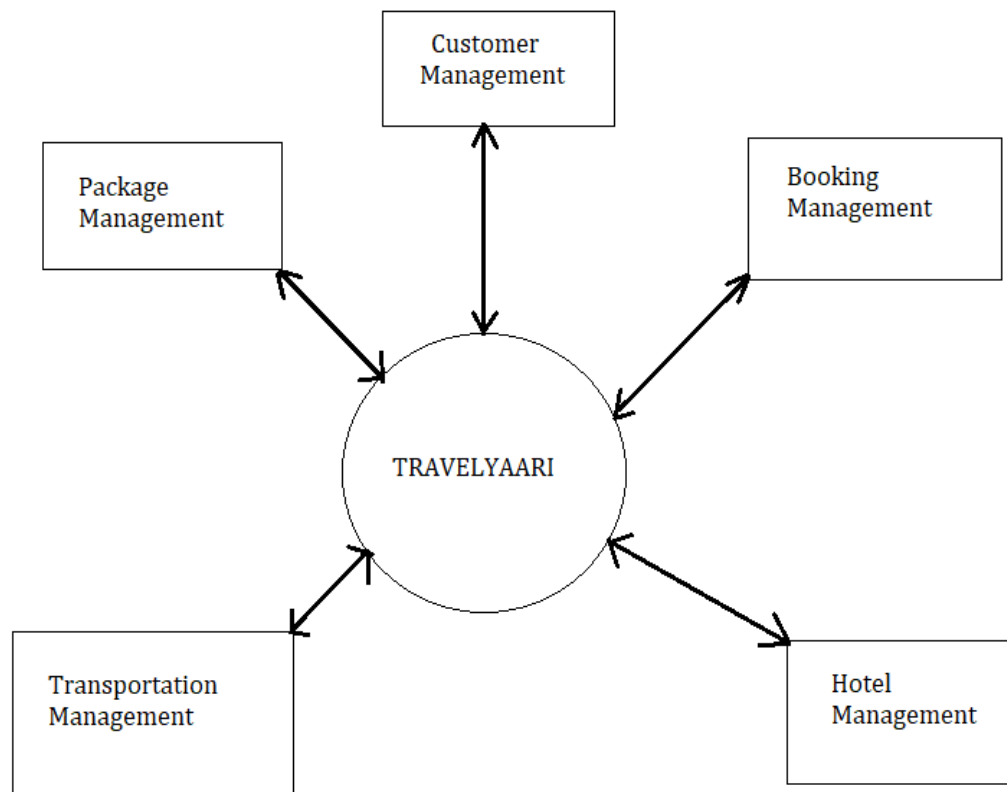 Customer
Management
Package
Management
Booking
Management
TRAVELYAARI
Transportation
Management
Hotel
Management